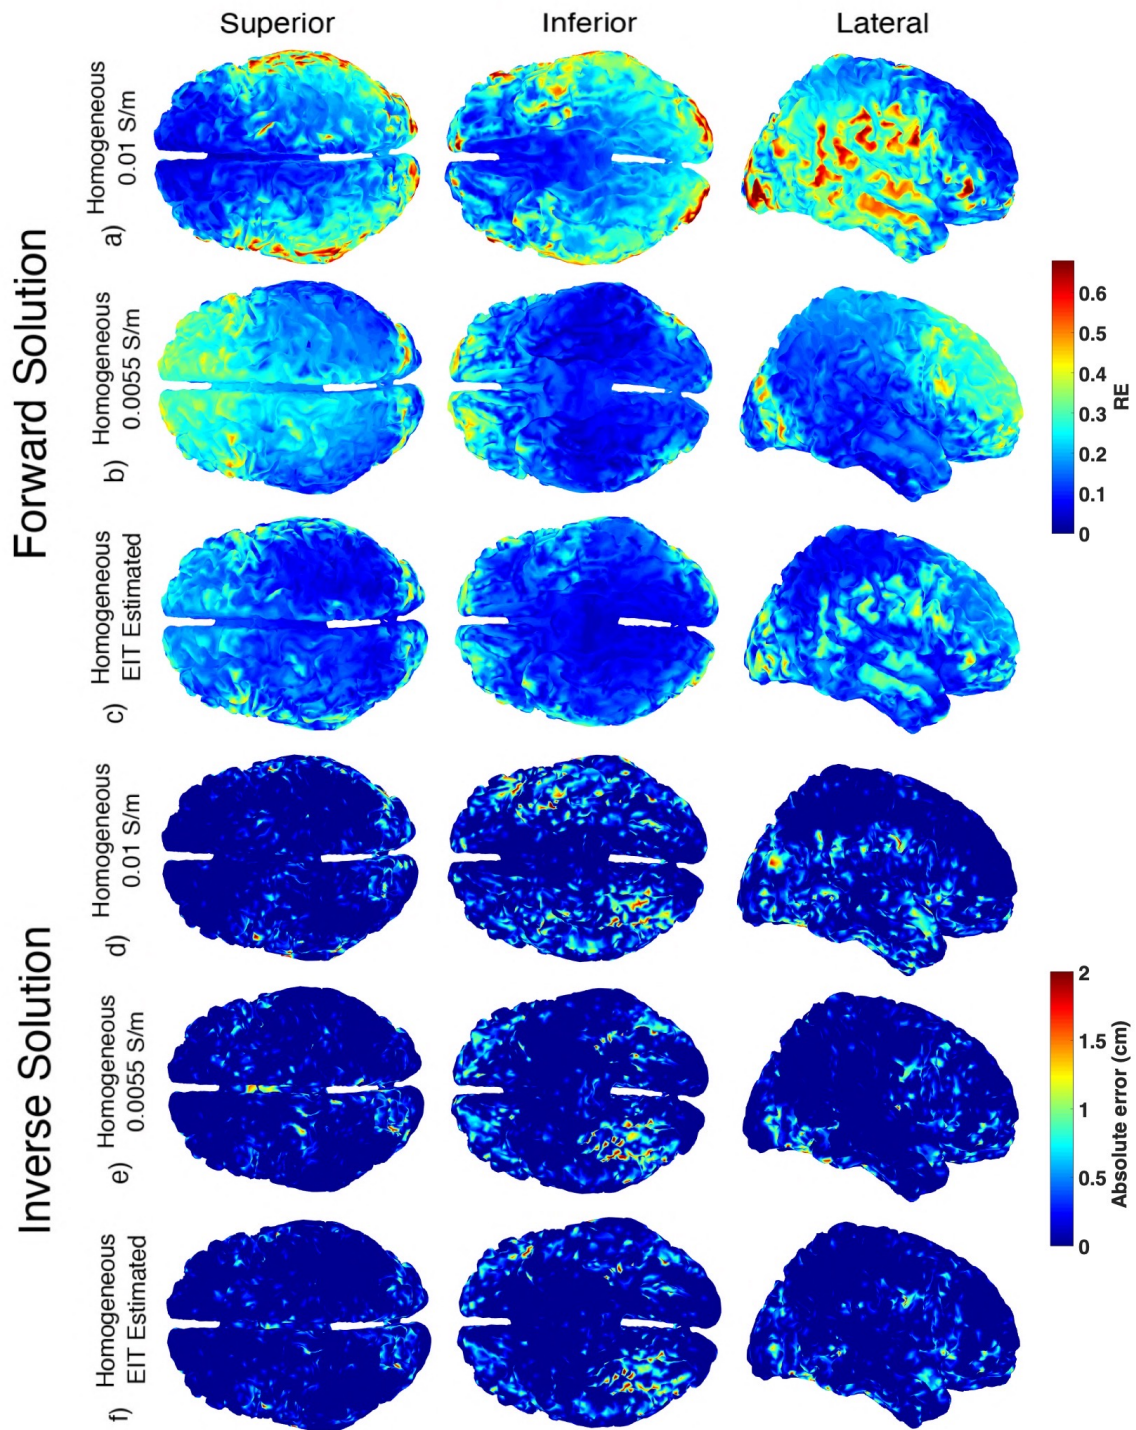 Superior
Inferior
Lateral
Forward Solution
a)
Homogeneous
0.01 S/m
b)
Homogeneous
0.0055 S/m
c)
Homogeneous
EIT Estimated
0.6
0.5
0.4
0.3
0.2
0.1
0
RE
Inverse Solution
d)
Homogeneous
0.01 S/m
e)
Homogeneous
0.0055 S/m
f)
Homogeneous
EIT Estimated
2
1.5
1
0.5
0
Absolute error (cm)